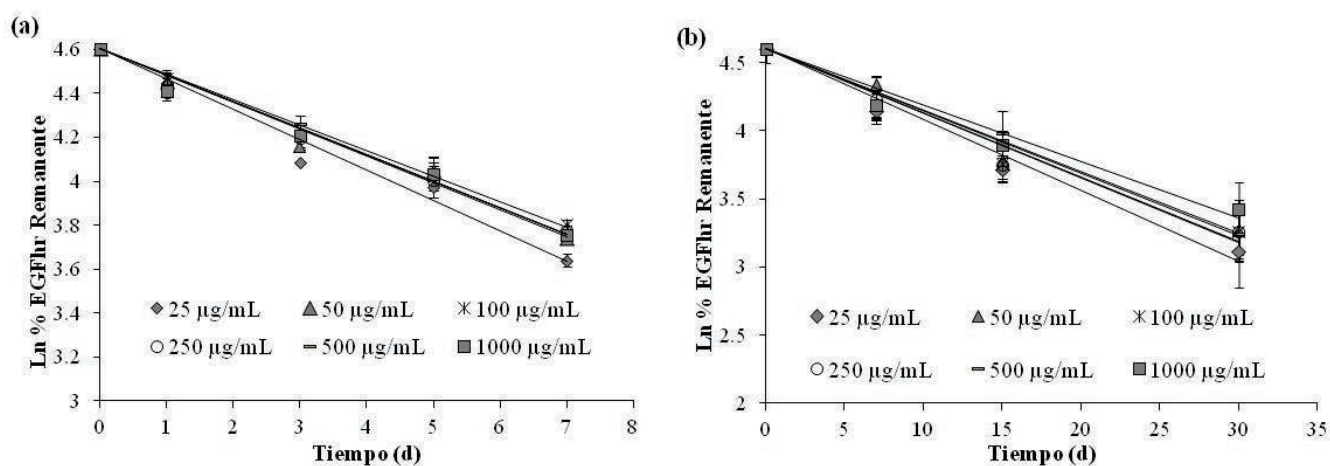 (a)
Ln % EGFhr Remanente
4.6
4.4
4.2
4
3.8
3.6
3.4
3.2
3
◆ 25 µg/mL ▲ 50 µg/mL ✳ 100 µg/mL
○ 250 µg/mL - 500 µg/mL ■ 1000 µg/mL
0 1 2 3 4 5 6 7 8
Tiempo (d)
(b)
Ln % EGFhr Remanente
4.5
4
3.5
3
2.5
2
◆ 25 µg/mL ▲ 50 µg/mL ✳ 100 µg/mL
○ 250 µg/mL - 500 µg/mL ■ 1000 µg/mL
0 5 10 15 20 25 30 35
Tiempo (d)